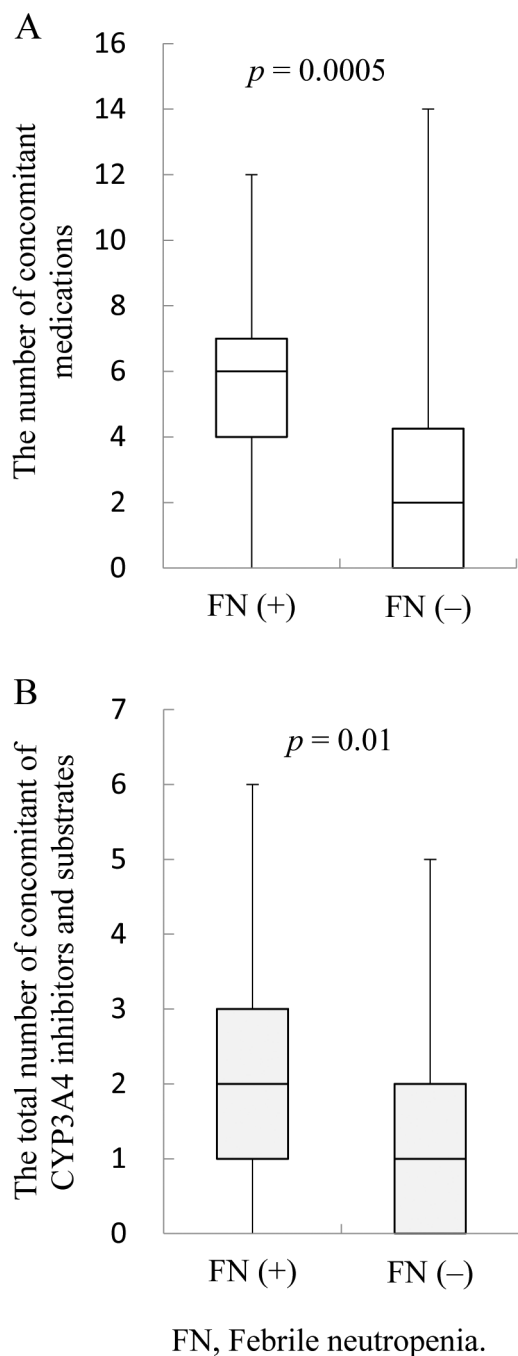 A
The number of concomitant
medications
16
14
12
10
8
6
4
2
0
p = 0.0005
FN (+) FN (–)
B
The total number of concomitant of
CYP3A4 inhibitors and substrates
7
6
5
4
3
2
1
0
p = 0.01
FN (+) FN (–)
FN, Febrile neutropenia.